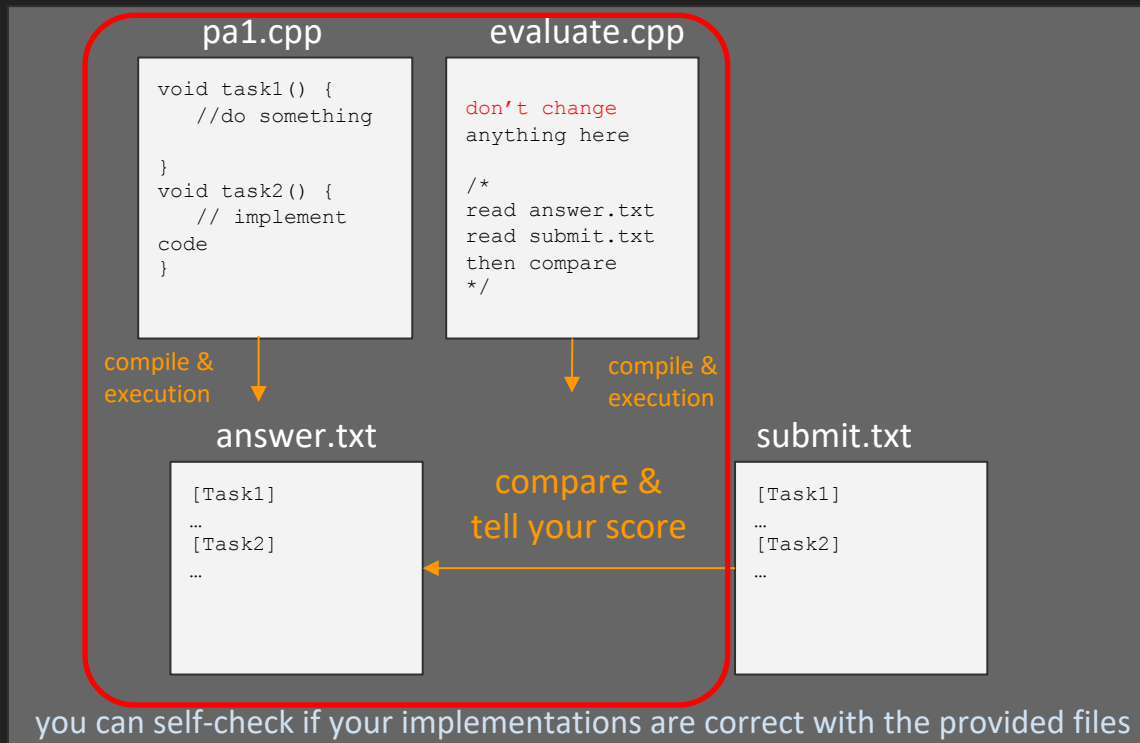 pa1.cpp
void task1() {
//do something
}
void task2() {
// implement
code
}
evaluate.cpp
don't change
anything here
/*
read answer.txt
read submit.txt
then compare
*/
compile &
execution
compile &
execution
answer.txt
[Task1]
…
[Task2]
…
compare &
tell your score
submit.txt
[Task1]
…
[Task2]
…
you can self-check if your implementations are correct with the provided files